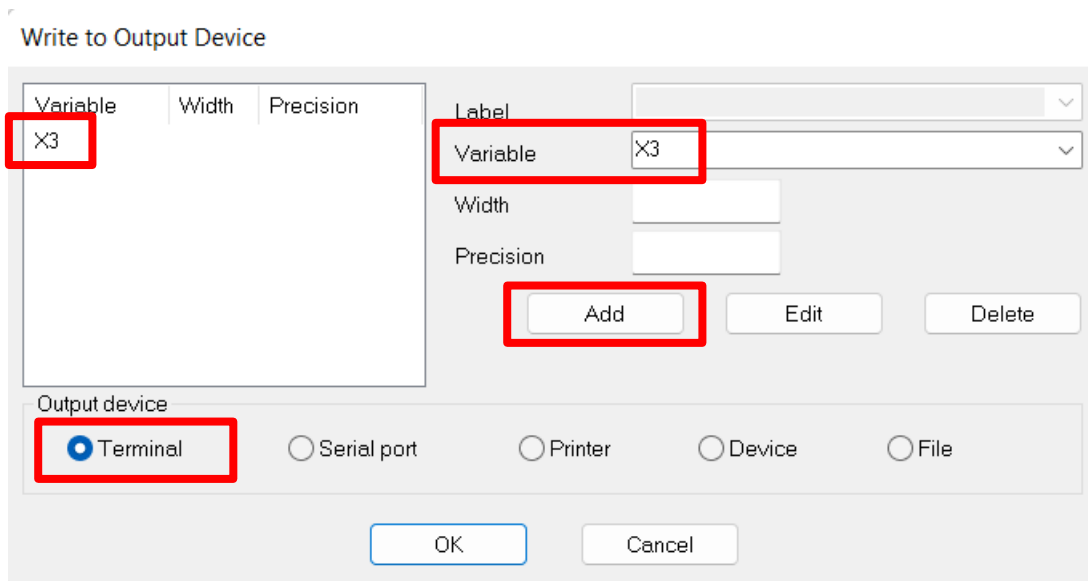 Write to Output Device
Variable Width Precision
X3
Label
Variable X3
Width
Precision
Add Edit Delete
Output device
Terminal Serial port Printer Device File
OK Cancel